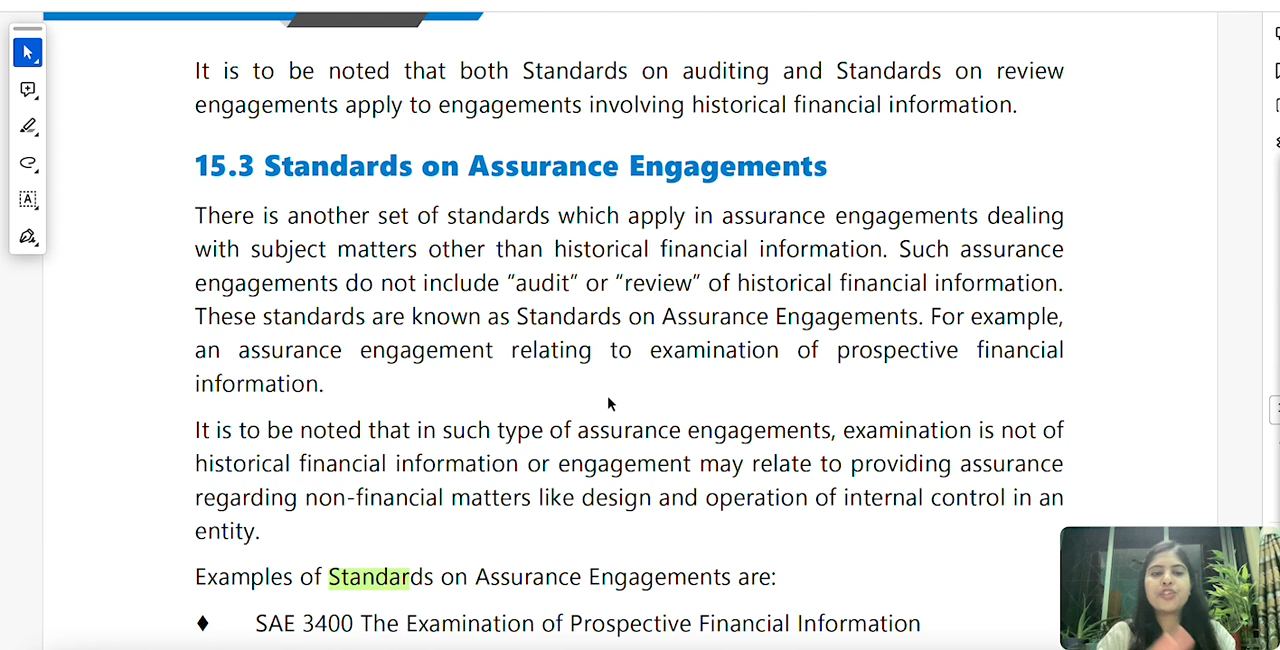 It is to be noted that both Standards on auditing and Standards on review
engagements apply to engagements involving historical financial information.
15.3 Standards on Assurance Engagements
There is another set of standards which apply in assurance engagements dealing
with subject matters other than historical financial information. Such assurance
engagements do not include “audit” or “review” of historical financial information.
These standards are known as Standards on Assurance Engagements. For example,
an assurance engagement relating to examination of prospective financial
information.
It is to be noted that in such type of assurance engagements, examination is not of
historical financial information or engagement may relate to providing assurance
regarding non-financial matters like design and operation of internal control in an
entity.
Examples of Standards on Assurance Engagements are:
♦ SAE 3400 The Examination of Prospective Financial Information